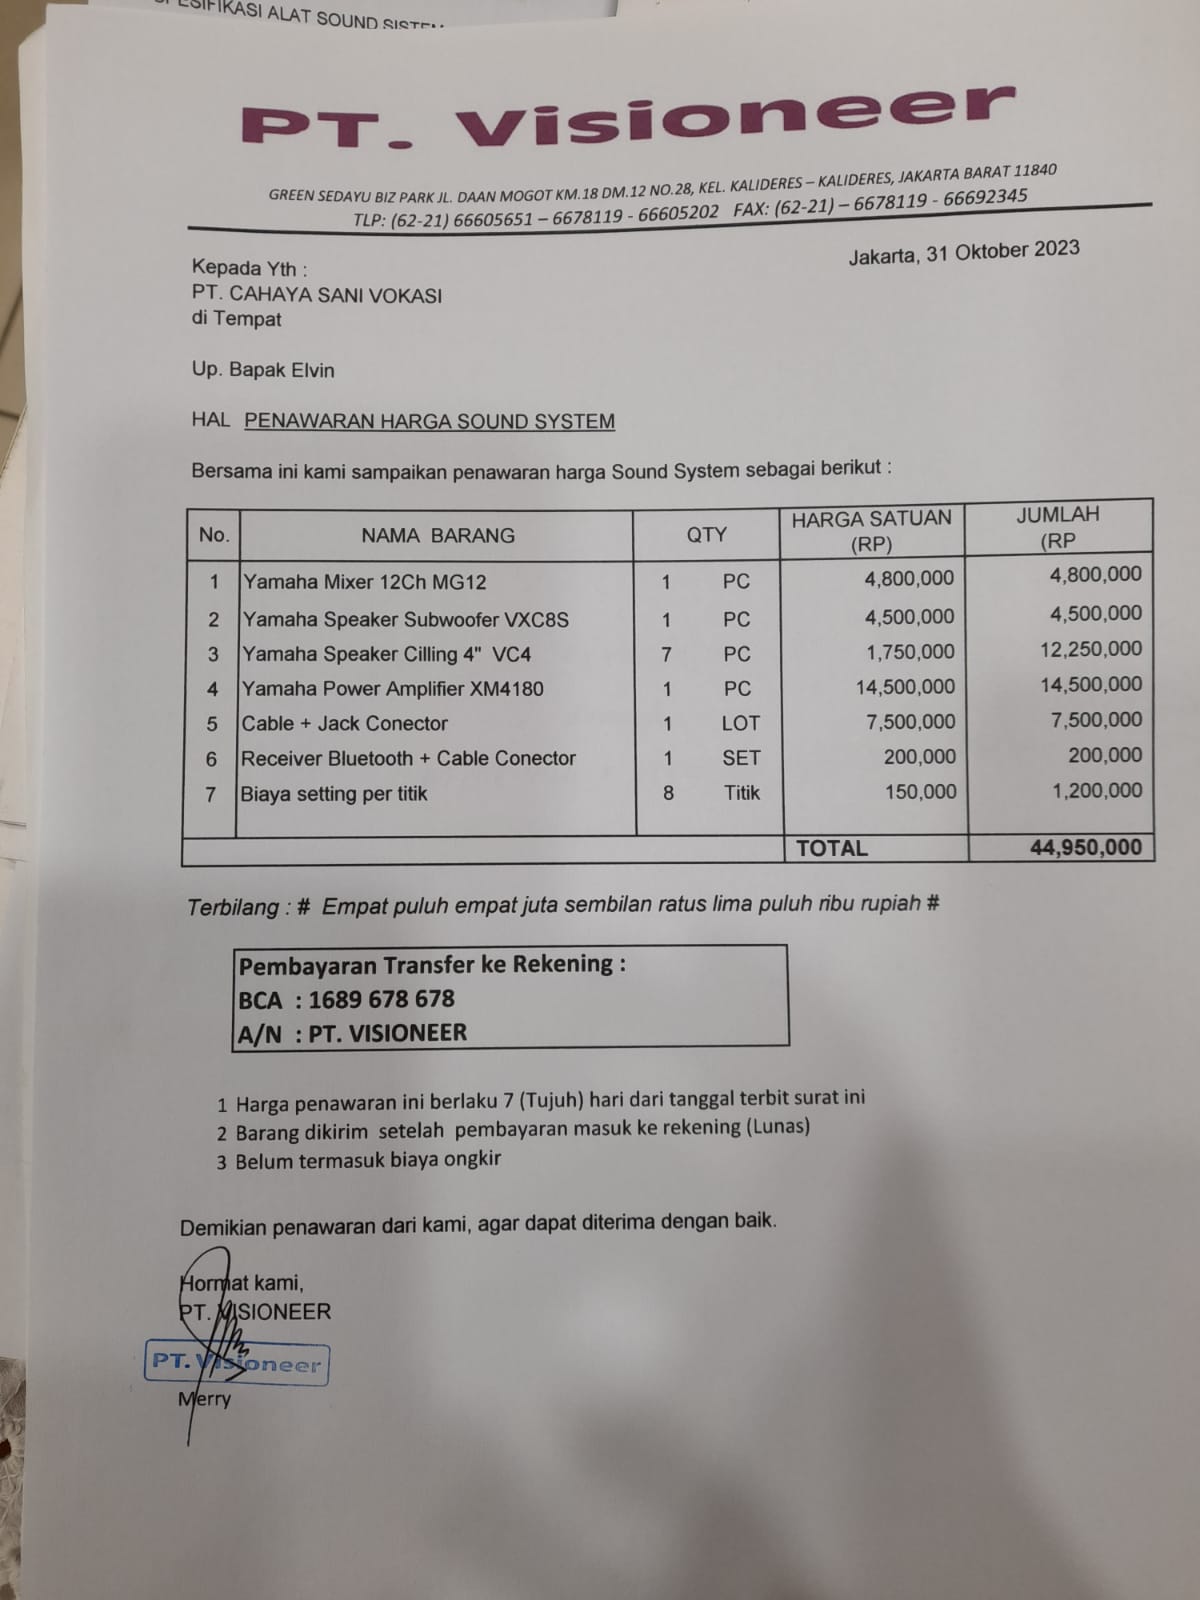 SPESIFIKASI ALAT SOUND SISTEM
PT. Visioneer
GREEN SEDAYU BIZ PARK JL. DAAN MOGOT KM.18 DM.12 NO.28, KEL. KALIDERES – KALIDERES, JAKARTA BARAT 11840
TLP: (62-21) 66605651 – 6678119 - 66605202 FAX: (62-21) – 6678119 - 66692345
Jakarta, 31 Oktober 2023
Kepada Yth :
PT. CAHAYA SANI VOKASI
di Tempat
Up. Bapak Elvin
HAL PENAWARAN HARGA SOUND SYSTEM
Bersama ini kami sampaikan penawaran harga Sound System sebagai berikut :
No. NAMA BARANG QTY HARGA SATUAN (RP) JUMLAH (RP
1 Yamaha Mixer 12Ch MG12 1 PC 4,800,000 4,800,000
2 Yamaha Speaker Subwoofer VXC8S 1 PC 4,500,000 4,500,000
3 Yamaha Speaker Cilling 4" VC4 7 PC 1,750,000 12,250,000
4 Yamaha Power Amplifier XM4180 1 PC 14,500,000 14,500,000
5 Cable + Jack Conector 1 LOT 7,500,000 7,500,000
6 Receiver Bluetooth + Cable Conector 1 SET 200,000 200,000
7 Biaya setting per titik 8 Titik 150,000 1,200,000
TOTAL 44,950,000
Terbilang : # Empat puluh empat juta sembilan ratus lima puluh ribu rupiah #
Pembayaran Transfer ke Rekening :
BCA : 1689 678 678
A/N : PT. VISIONEER
1 Harga penawaran ini berlaku 7 (Tujuh) hari dari tanggal terbit surat ini
2 Barang dikirim setelah pembayaran masuk ke rekening (Lunas)
3 Belum termasuk biaya ongkir
Demikian penawaran dari kami, agar dapat diterima dengan baik.
Hormat kami,
PT. VISIONEER
PT. Visioneer
Merry